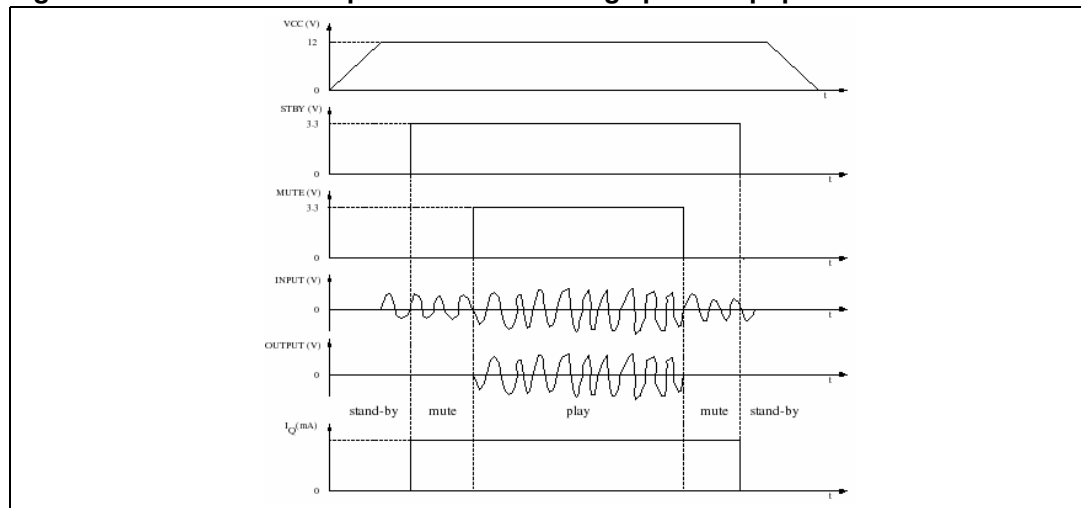 VCC (V)
12
0
t
STBY (V)
3.3
0
t
MUTE (V)
3.3
0
t
INPUT (V)
0
t
OUTPUT (V)
0
t
stand-by mute play mute stand-by
IQ(mA)
0
t